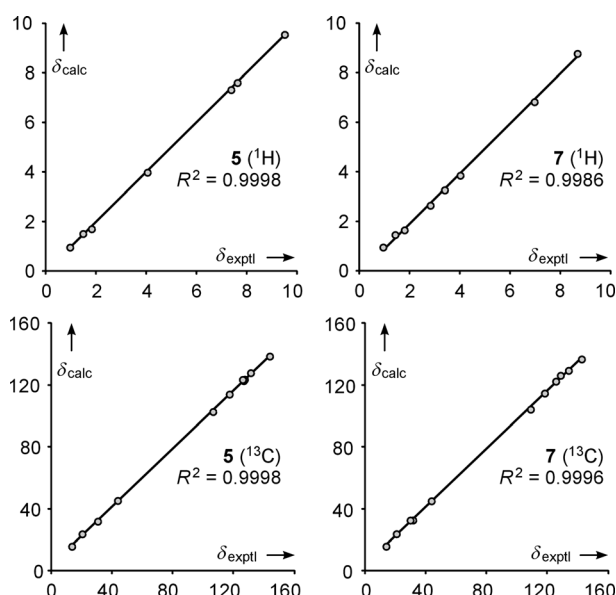 10
8
6
4
2
0
δcalc
5 (¹H)
R² = 0.9998
δexptl
0 2 4 6 8 10
10
8
6
4
2
0
δcalc
7 (¹H)
R² = 0.9986
δexptl
0 2 4 6 8 10
160
120
80
40
0
δcalc
5 (¹³C)
R² = 0.9998
δexptl
0 40 80 120 160
160
120
80
40
0
δcalc
7 (¹³C)
R² = 0.9996
δexptl
0 40 80 120 160